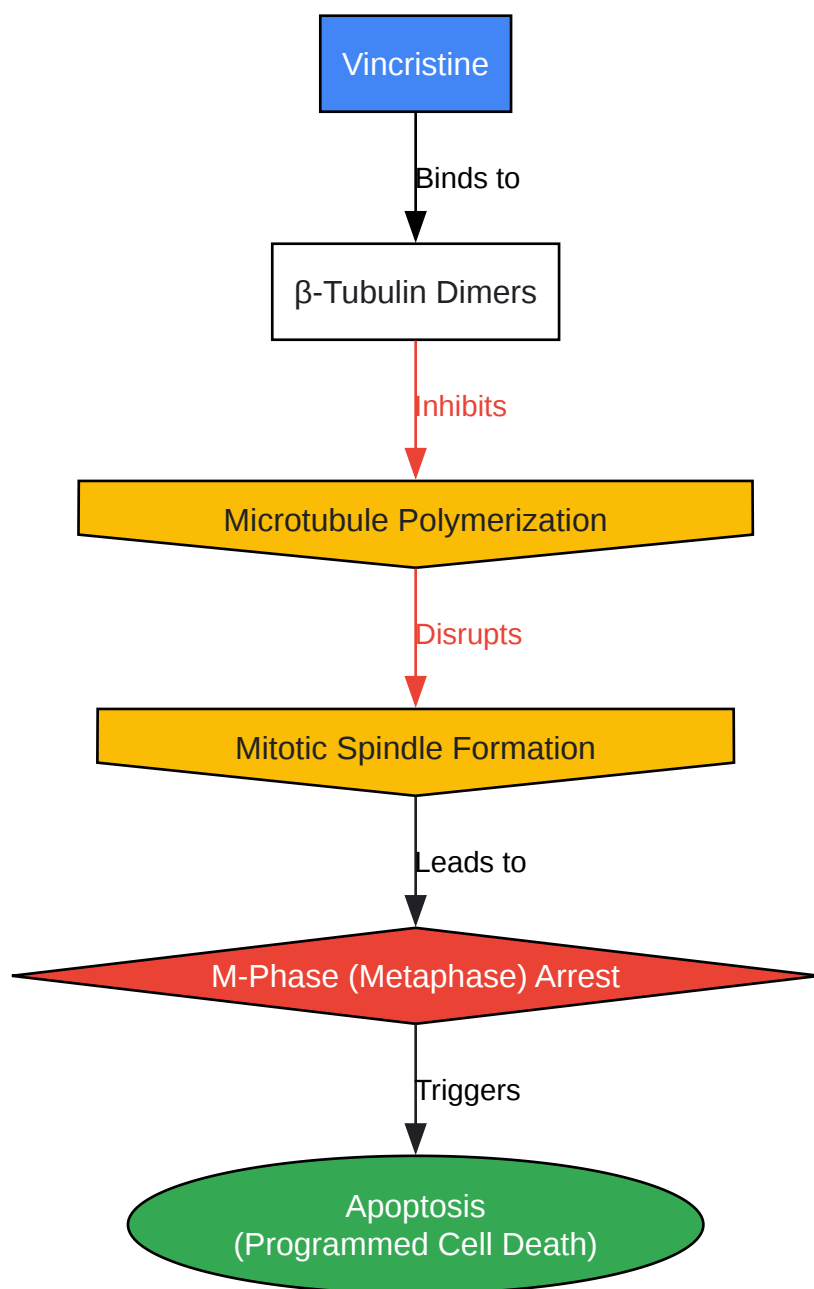 Vincristine
Binds to
β-Tubulin Dimers
Inhibits
Microtubule Polymerization
Disrupts
Mitotic Spindle Formation
Leads to
M-Phase (Metaphase) Arrest
Triggers
Apoptosis
(Programmed Cell Death)